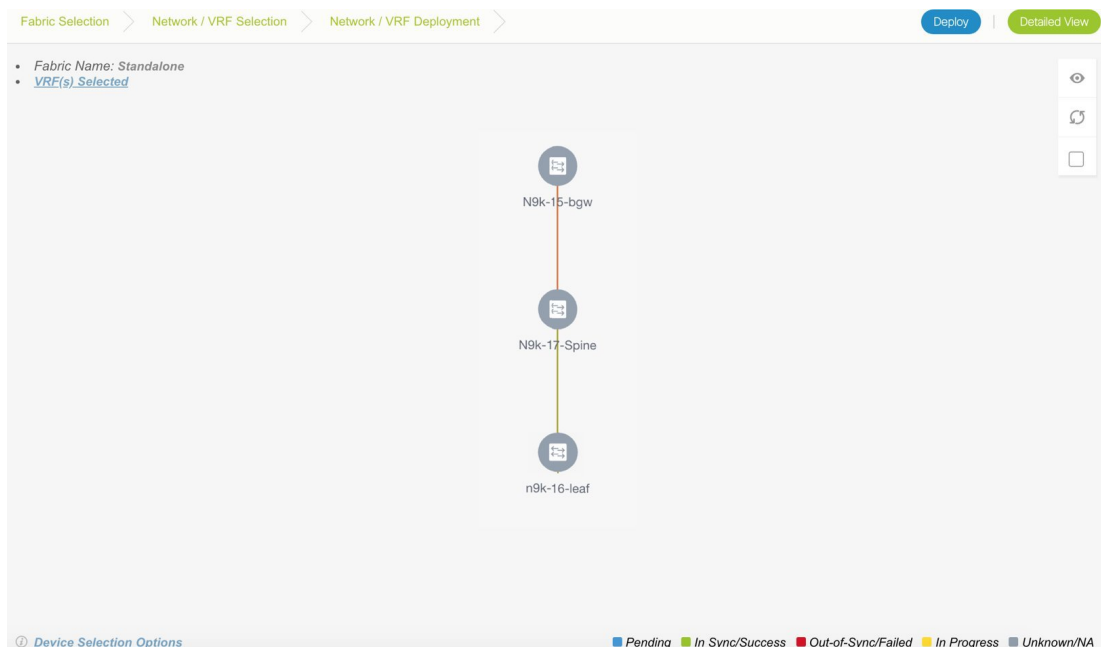 Fabric Selection Network / VRF Selection Network / VRF Deployment Deploy Detailed View
• Fabric Name: Standalone
• VRF(s) Selected
N9k-15-bgw
N9k-17-Spine
n9k-16-leaf
Device Selection Options Pending In Sync/Success Out-of-Sync/Failed In Progress Unknown/NA